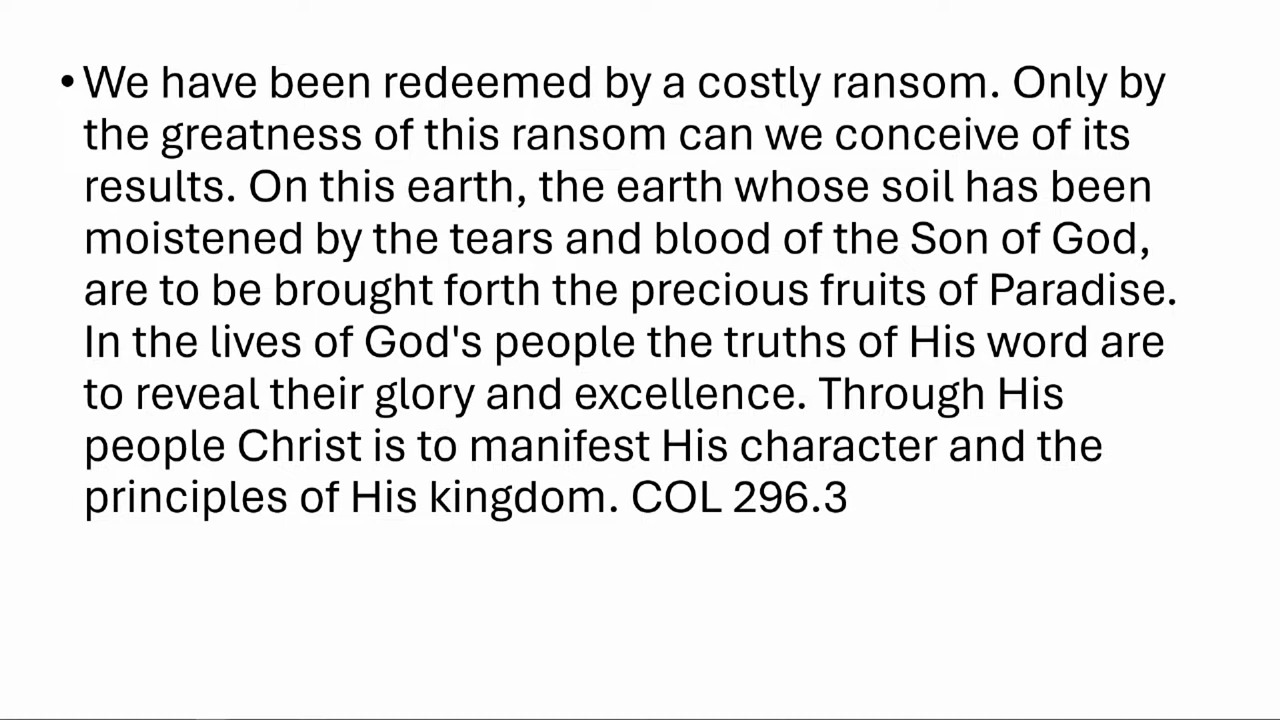 • We have been redeemed by a costly ransom. Only by
the greatness of this ransom can we conceive of its
results. On this earth, the earth whose soil has been
moistened by the tears and blood of the Son of God,
are to be brought forth the precious fruits of Paradise.
In the lives of God's people the truths of His word are
to reveal their glory and excellence. Through His
people Christ is to manifest His character and the
principles of His kingdom. COL 296.3